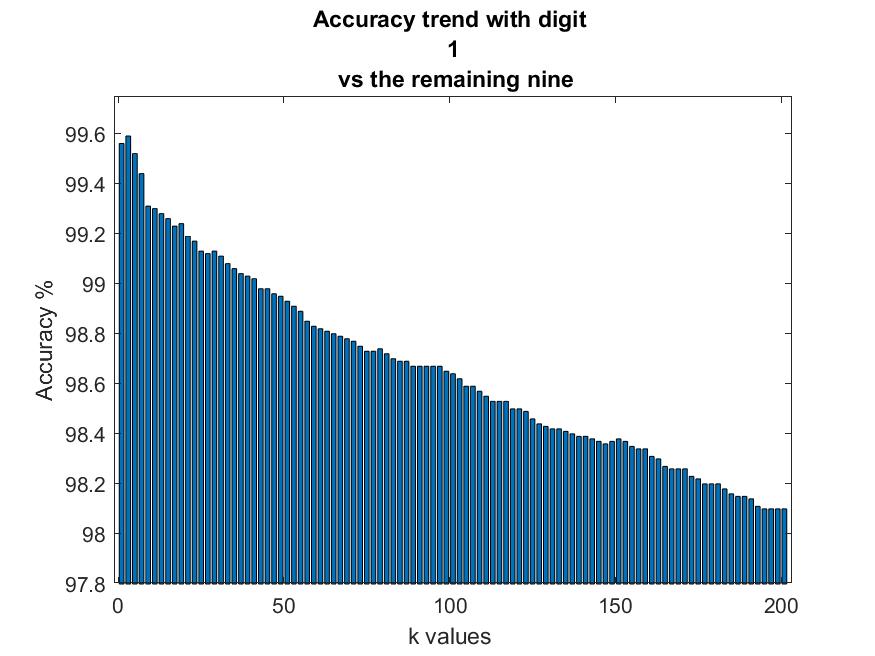 Accuracy trend with digit
1
vs the remaining nine
99.6
99.4
99.2
99
98.8
98.6
98.4
98.2
98
97.8
Accuracy %
0 50 100 150 200
k values